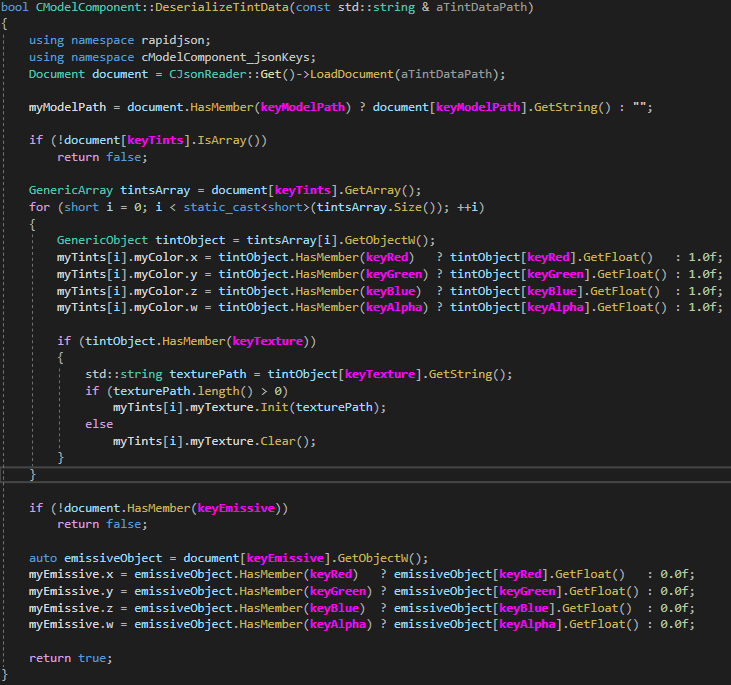 bool CModelComponent::DeserializeTintData(const std::string & aTintDataPath)
{
    using namespace rapidjson;
    using namespace cModelComponent_jsonKeys;
    Document document = CJsonReader::Get()->LoadDocument(aTintDataPath);

    myModelPath = document.HasMember(keyModelPath) ? document[keyModelPath].GetString() : "";

    if (!document[keyTints].IsArray())
        return false;

    GenericArray tintsArray = document[keyTints].GetArray();
    for (short i = 0; i < static_cast<short>(tintsArray.Size()); ++i)
    {
        GenericObject tintObject = tintsArray[i].GetObjectW();
        myTints[i].myColor.x = tintObject.HasMember(keyRed)   ? tintObject[keyRed].GetFloat()   : 1.0f;
        myTints[i].myColor.y = tintObject.HasMember(keyGreen) ? tintObject[keyGreen].GetFloat() : 1.0f;
        myTints[i].myColor.z = tintObject.HasMember(keyBlue)  ? tintObject[keyBlue].GetFloat()  : 1.0f;
        myTints[i].myColor.w = tintObject.HasMember(keyAlpha) ? tintObject[keyAlpha].GetFloat() : 1.0f;

        if (tintObject.HasMember(keyTexture))
        {
            std::string texturePath = tintObject[keyTexture].GetString();
            if (texturePath.length() > 0)
                myTints[i].myTexture.Init(texturePath);
            else
                myTints[i].myTexture.Clear();
        }
    }

    if (!document.HasMember(keyEmissive))
        return false;

    auto emissiveObject = document[keyEmissive].GetObjectW();
    myEmissive.x = emissiveObject.HasMember(keyRed)   ? emissiveObject[keyRed].GetFloat()   : 0.0f;
    myEmissive.y = emissiveObject.HasMember(keyGreen) ? emissiveObject[keyGreen].GetFloat() : 0.0f;
    myEmissive.z = emissiveObject.HasMember(keyBlue)  ? emissiveObject[keyBlue].GetFloat()  : 0.0f;
    myEmissive.w = emissiveObject.HasMember(keyAlpha) ? emissiveObject[keyAlpha].GetFloat() : 0.0f;

    return true;
}